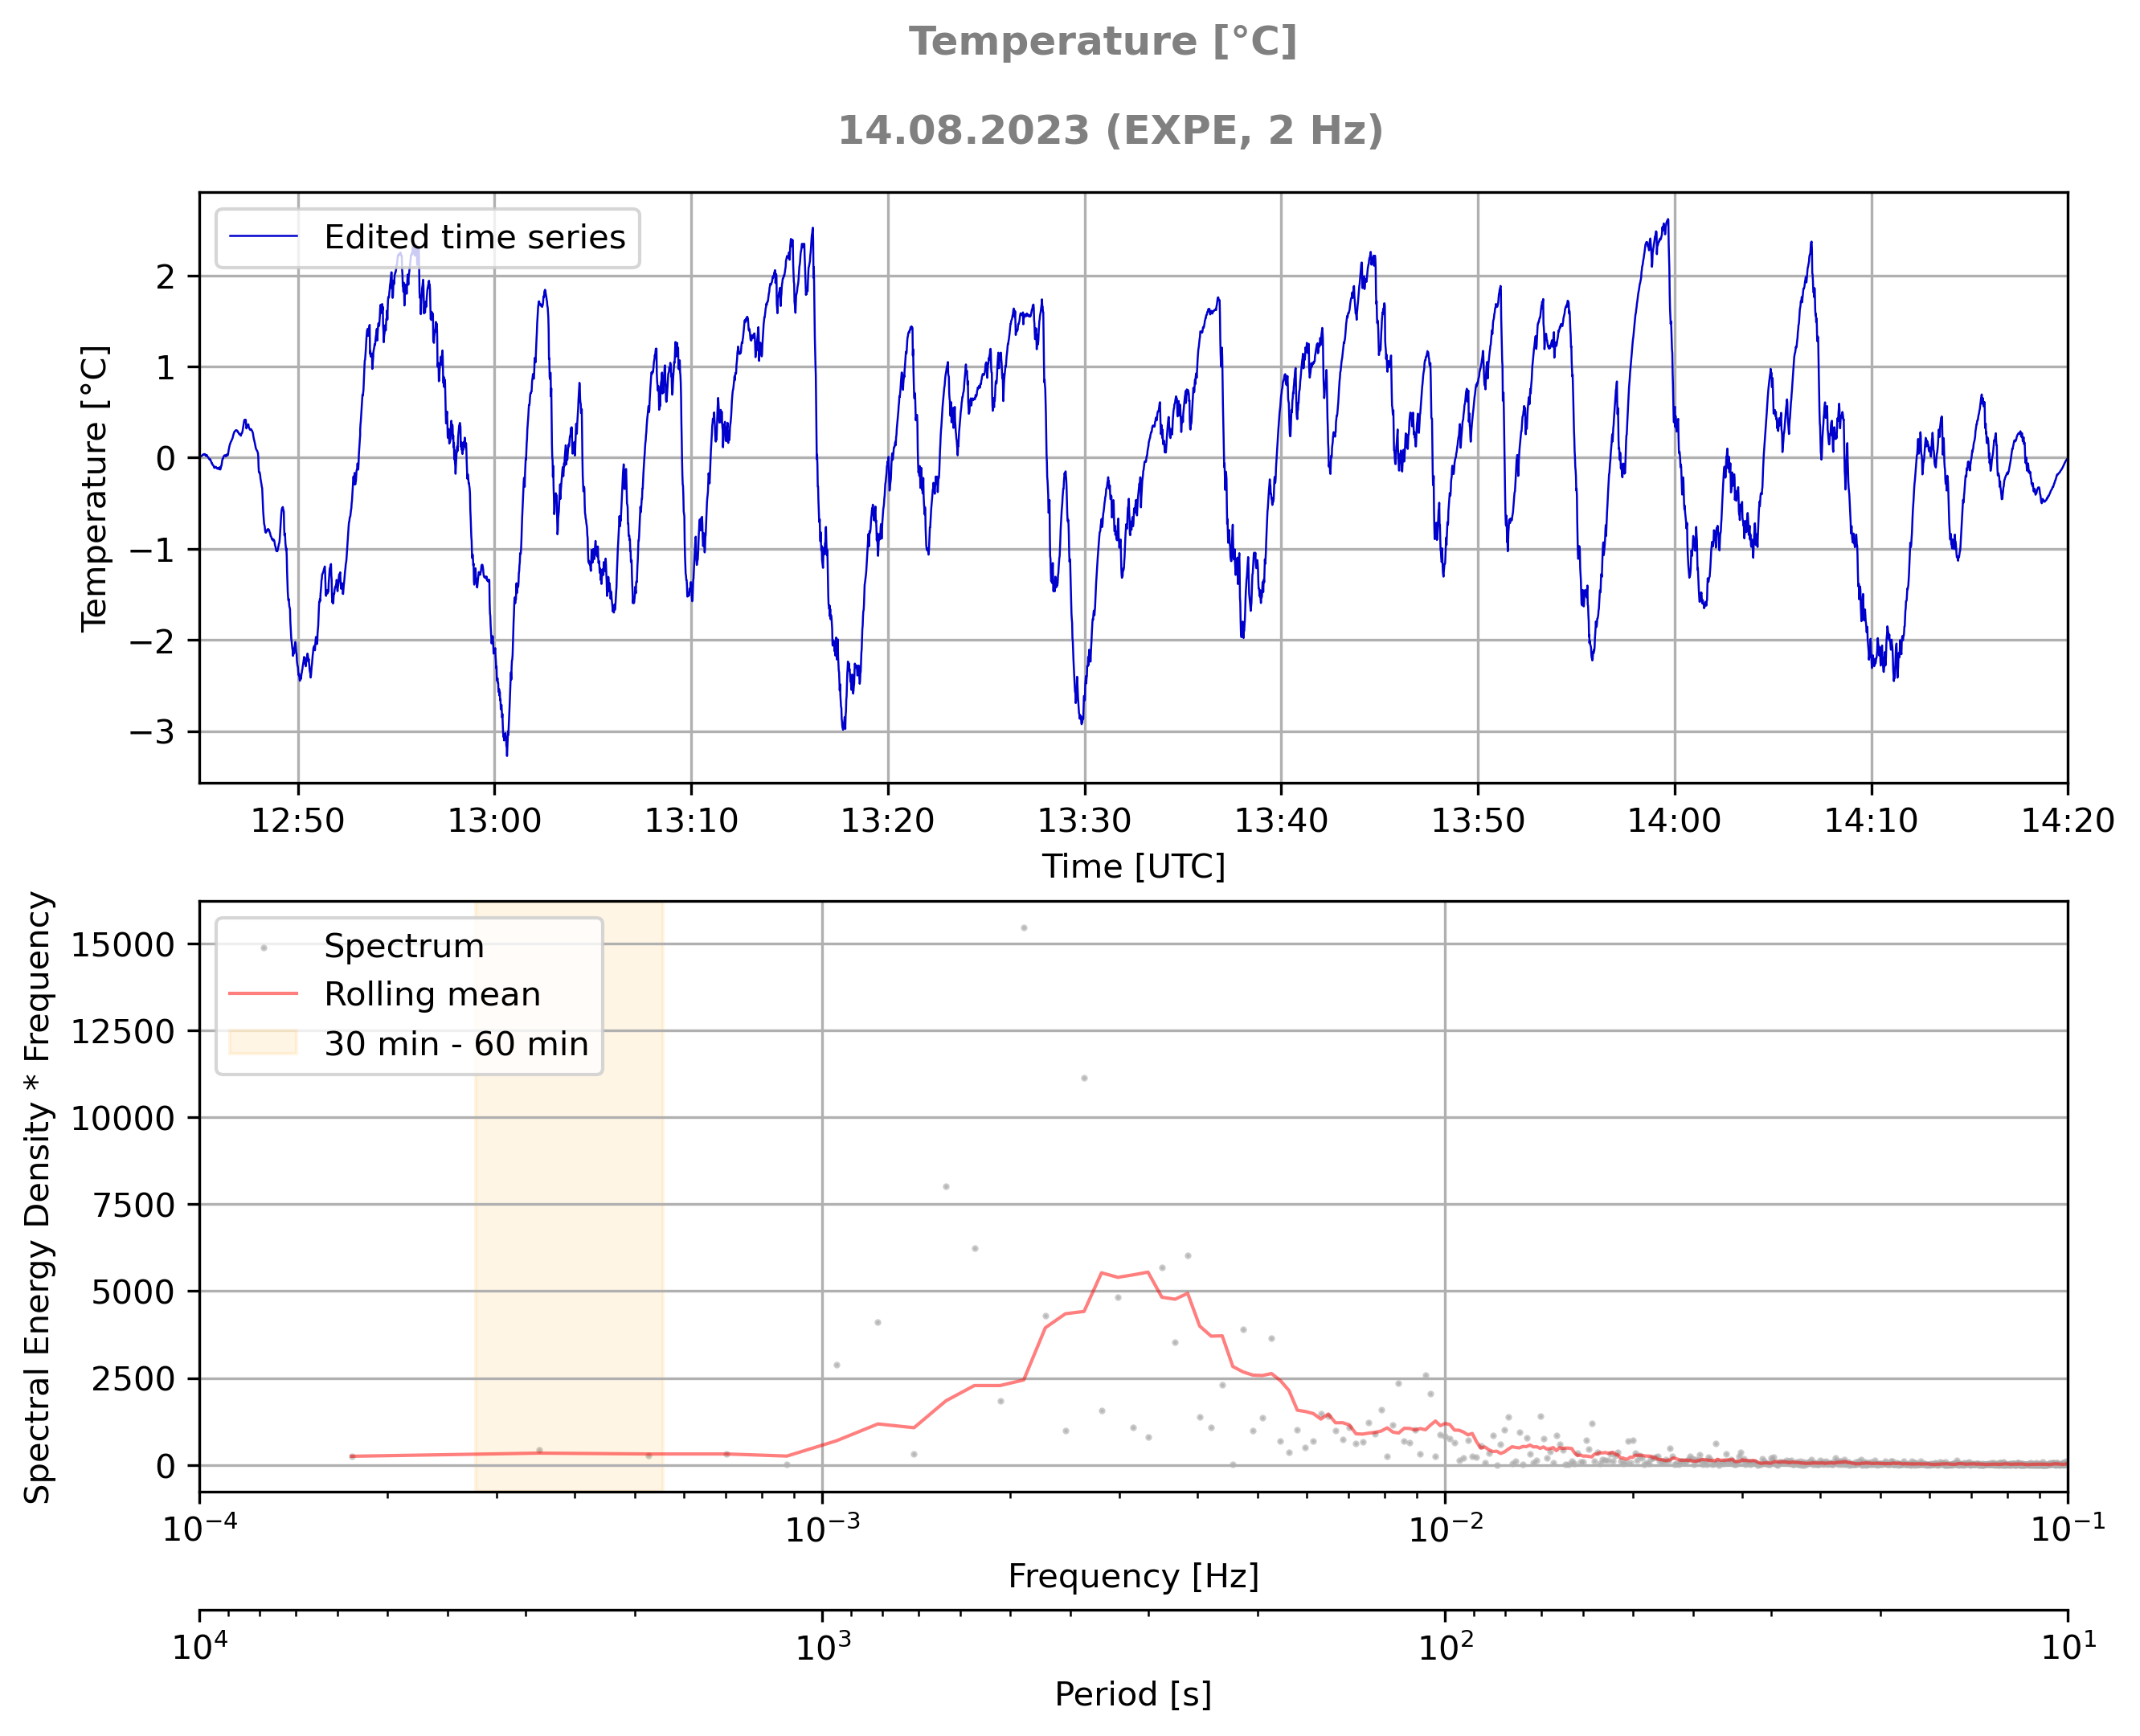 Temperature [°C]
14.08.2023 (EXPE, 2 Hz)
Edited time series
Temperature [°C]
2
1
0
−1
−2
−3
12:50 13:00 13:10 13:20 13:30 13:40 13:50 14:00 14:10 14:20
Time [UTC]
Spectrum
Rolling mean
30 min - 60 min
Spectral Energy Density * Frequency
15000
12500
10000
7500
5000
2500
0
10⁻⁴ 10⁻³ 10⁻² 10⁻¹
Frequency [Hz]
10⁴ 10³ 10² 10¹
Period [s]